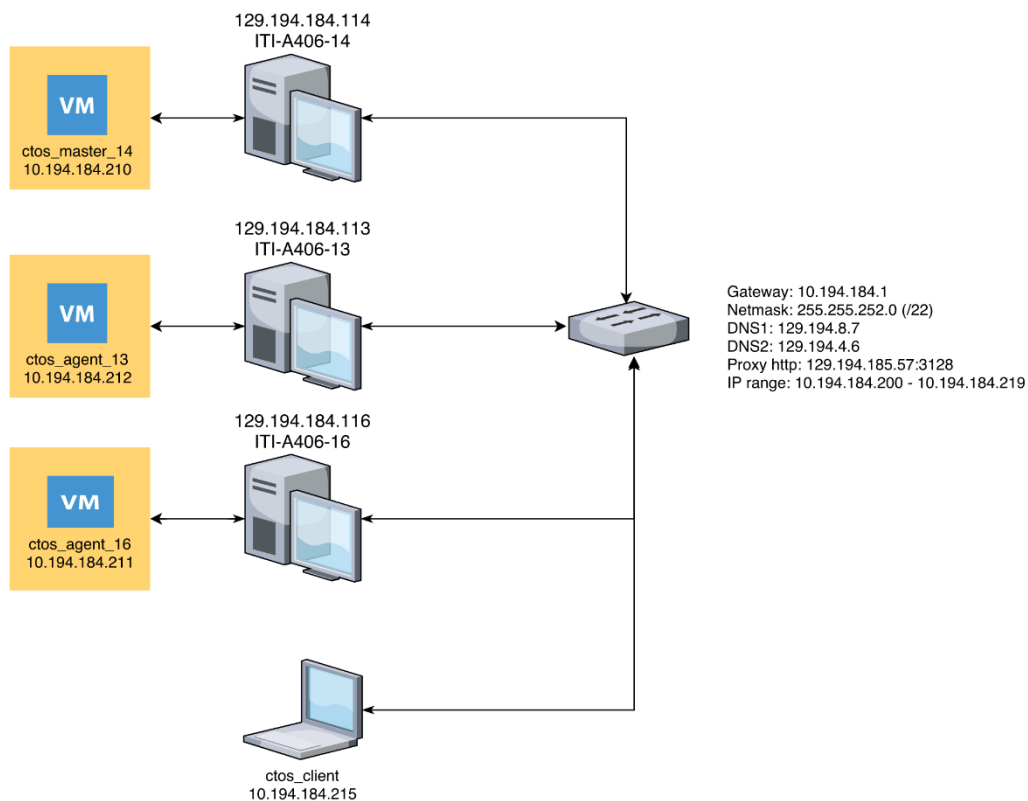 129.194.184.114
ITI-A406-14
VM
ctos_master_14
10.194.184.210
129.194.184.113
ITI-A406-13
VM
ctos_agent_13
10.194.184.212
Gateway: 10.194.184.1
Netmask: 255.255.252.0 (/22)
DNS1: 129.194.8.7
DNS2: 129.194.4.6
Proxy http: 129.194.185.57:3128
IP range: 10.194.184.200 - 10.194.184.219
129.194.184.116
ITI-A406-16
VM
ctos_agent_16
10.194.184.211
ctos_client
10.194.184.215